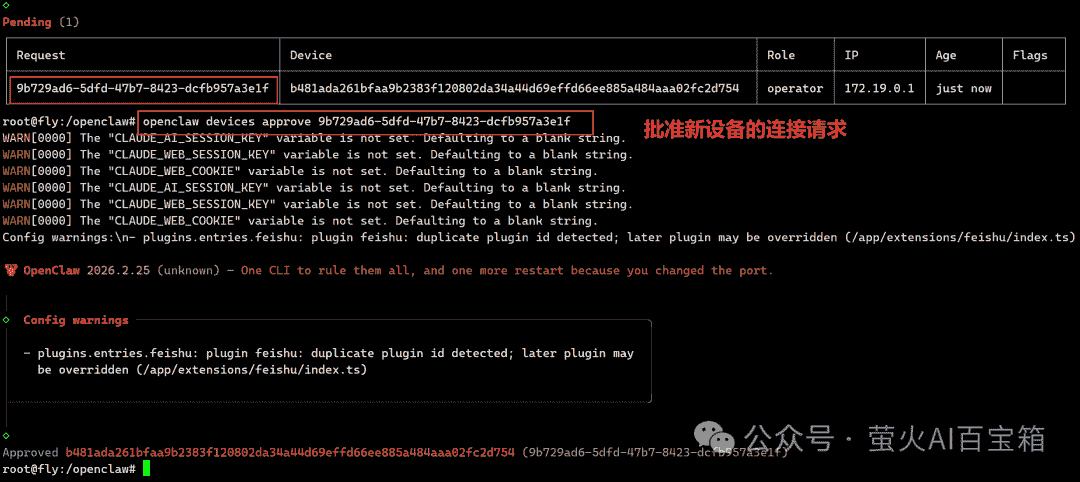 Pending (1)
Request Device Role IP Age Flags
9b729ad6-5dfd-47b7-8423-dcfb957a3e1f b481ada261bfaa9b2383f120802da34a44d69effd66ee885a484aaa02fc2d754 operator 172.19.0.1 just now
root@fly:/openclaw# openclaw devices approve 9b729ad6-5dfd-47b7-8423-dcfb957a3e1f
批准新设备的连接请求
WARN[0000] The "CLAUDE_AI_SESSION_KEY" variable is not set. Defaulting to a blank string.
WARN[0000] The "CLAUDE_WEB_SESSION_KEY" variable is not set. Defaulting to a blank string.
WARN[0000] The "CLAUDE_WEB_COOKIE" variable is not set. Defaulting to a blank string.
WARN[0000] The "CLAUDE_AI_SESSION_KEY" variable is not set. Defaulting to a blank string.
WARN[0000] The "CLAUDE_WEB_SESSION_KEY" variable is not set. Defaulting to a blank string.
WARN[0000] The "CLAUDE_WEB_COOKIE" variable is not set. Defaulting to a blank string.
Config warnings:\n- plugins.entries.feishu: plugin feishu: duplicate plugin id detected; later plugin may be overridden (/app/extensions/feishu/index.ts)
OpenClaw 2026.2.25 (unknown) — One CLI to rule them all, and one more restart because you changed the port.
Config warnings
- plugins.entries.feishu: plugin feishu: duplicate plugin id detected; later plugin may
be overridden (/app/extensions/feishu/index.ts)
公众号 · 萤火AI百宝箱
Approved b481ada261bfaa9b2383f120802da34a44d69effd66ee885a484aaa02fc2d754 (9b729ad6-5dfd-47b7-8423-dcfb957a3e1f)
root@fly:/openclaw#